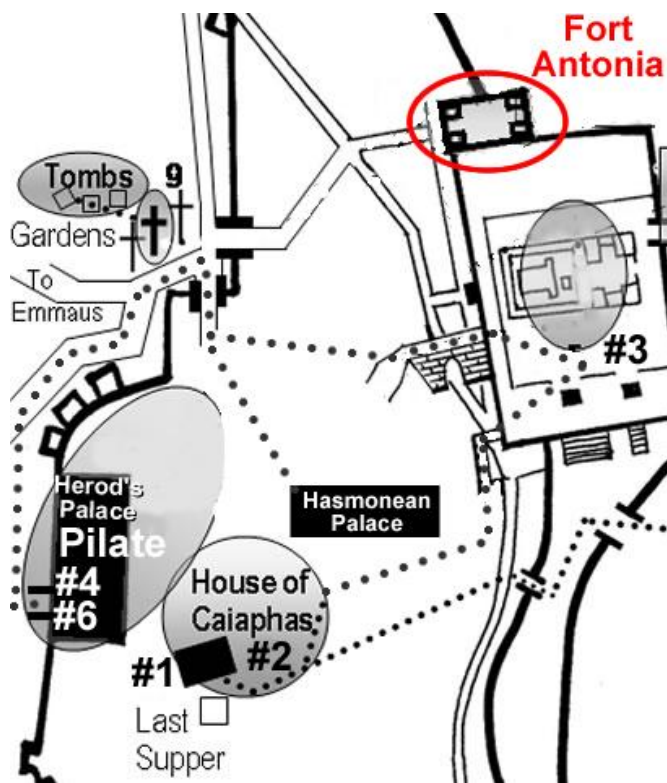 Fort
Antonia
Tombs
9
Gardens
To
Emmaus
#3
Herod's
Palace
Pilate
#4
#6
Hasmonean
Palace
House of
Caiaphas
#2
#1
Last
Supper